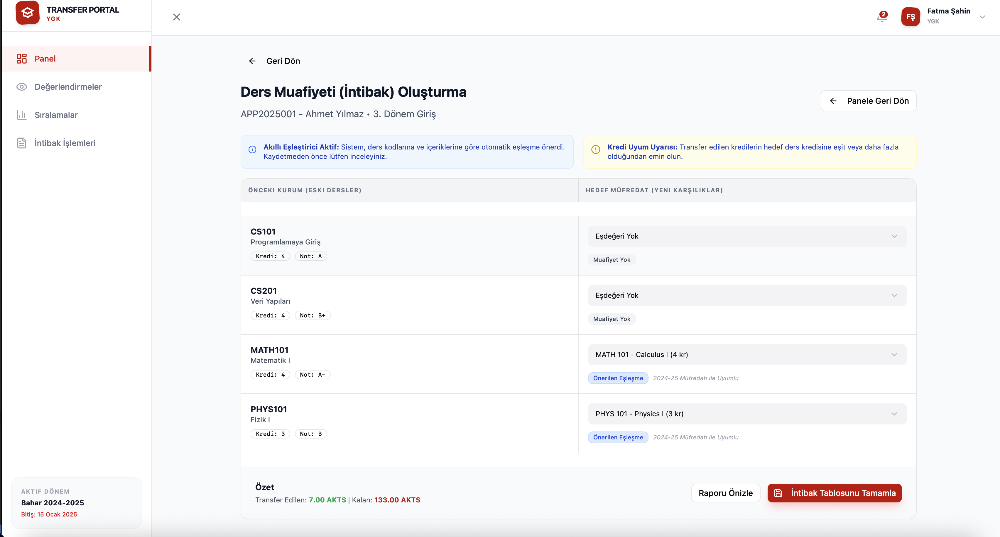 TRANSFER PORTAL
YGK
2
FŞ
Fatma Şahin
YGK
Panel
Değerlendirmeler
Sıralamalar
İntibak İşlemleri
AKTIF DÖNEM
Bahar 2024-2025
Bitiş: 15 Ocak 2025
Geri Dön
Ders Muafiyeti (İntibak) Oluşturma
APP2025001 - Ahmet Yılmaz • 3. Dönem Giriş
Panele Geri Dön
Akıllı Eşleştirici Aktif: Sistem, ders kodlarına ve içeriklerine göre otomatik eşleşme önerdi.
Kaydetmeden önce lütfen inceleyiniz.
Kredi Uyum Uyarısı: Transfer edilen kredilerin hedef ders kredisine eşit veya daha fazla
olduğundan emin olun.
ÖNCEKI KURUM (ESKI DERSLER)
HEDEF MÜFREDAT (YENI KARŞILIKLAR)
CS101
Programlamaya Giriş
Kredi: 4
Not: A
Eşdeğeri Yok
Muafiyet Yok
CS201
Veri Yapıları
Kredi: 4
Not: B+
Eşdeğeri Yok
Muafiyet Yok
MATH101
Matematik I
Kredi: 4
Not: A-
MATH 101 - Calculus I (4 kr)
Önerilen Eşleşme
2024-25 Müfredatı ile Uyumlu
PHYS101
Fizik I
Kredi: 3
Not: B
PHYS 101 - Physics I (3 kr)
Önerilen Eşleşme
2024-25 Müfredatı ile Uyumlu
Özet
Transfer Edilen: 7.00 AKTS | Kalan: 133.00 AKTS
Raporu Önizle
İntibak Tablosunu Tamamla